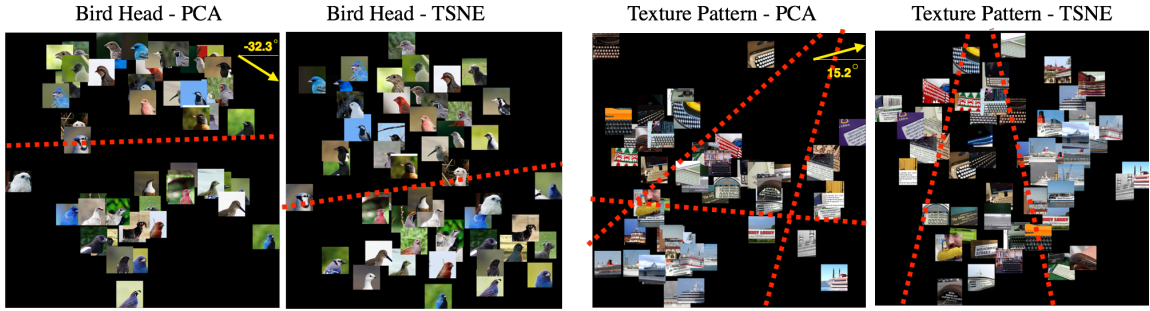 Bird Head - PCA
Bird Head - TSNE
Texture Pattern - PCA
Texture Pattern - TSNE
-32.3°
15.2°